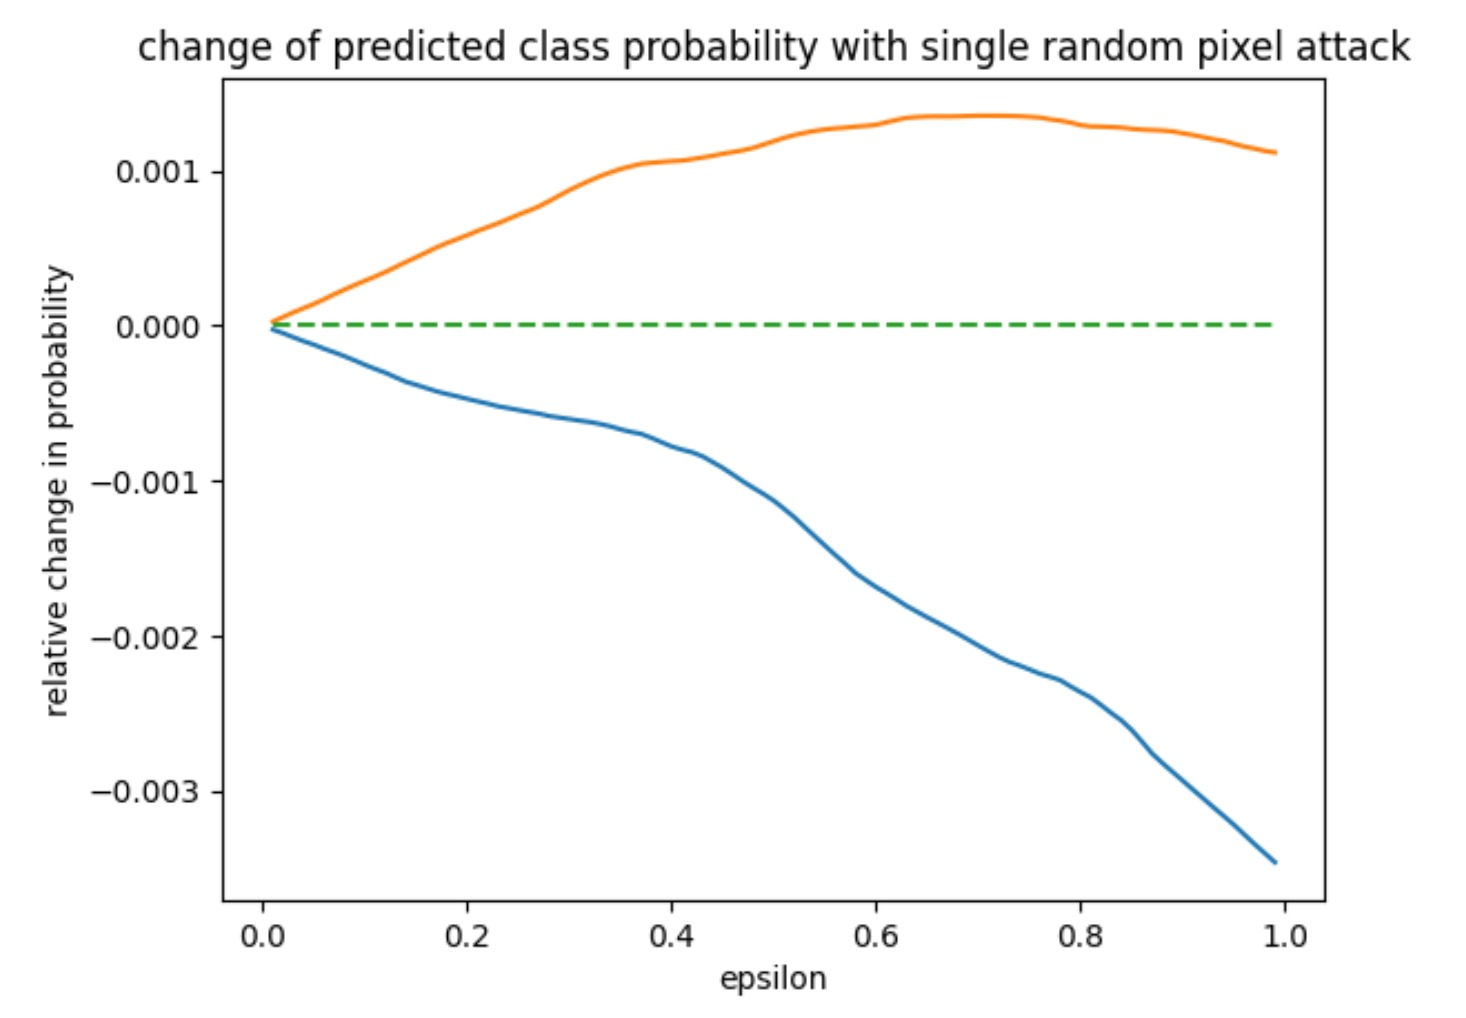 change of predicted class probability with single random pixel attack
relative change in probability
0.001
0.000
−0.001
−0.002
−0.003
0.0 0.2 0.4 0.6 0.8 1.0
epsilon